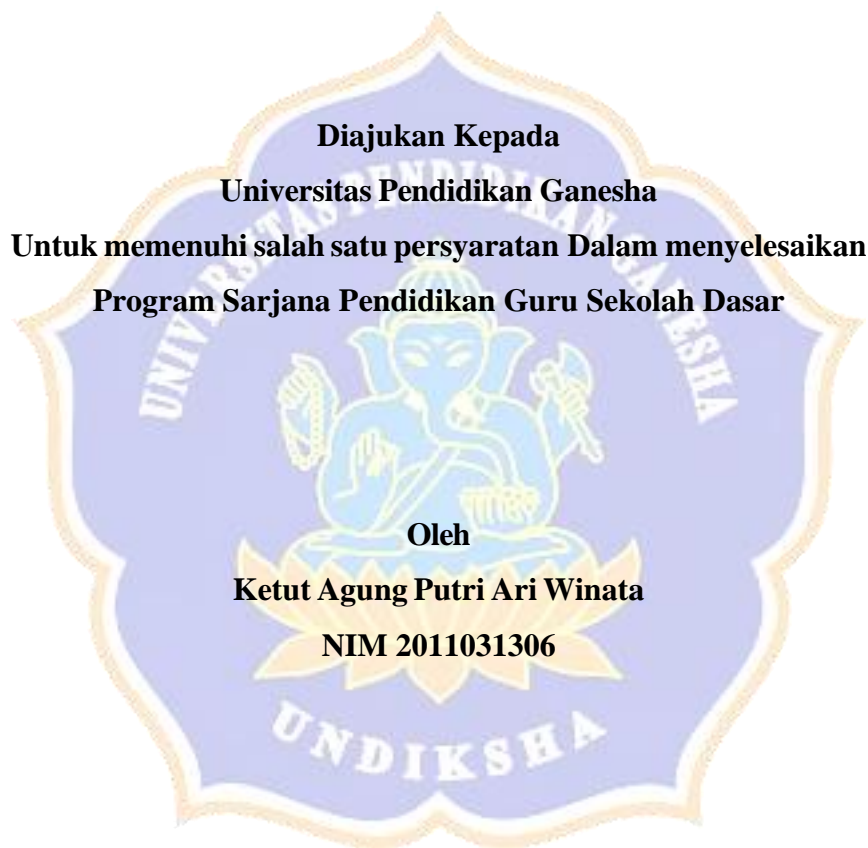 Diajukan Kepada
Universitas Pendidikan Ganesha
Untuk memenuhi salah satu persyaratan Dalam menyelesaikan
Program Sarjana Pendidikan Guru Sekolah Dasar
UNIVERSITAS PENDIDIKAN GANESHA
Oleh
Ketut Agung Putri Ari Winata
NIM 2011031306
UNDIKSHA